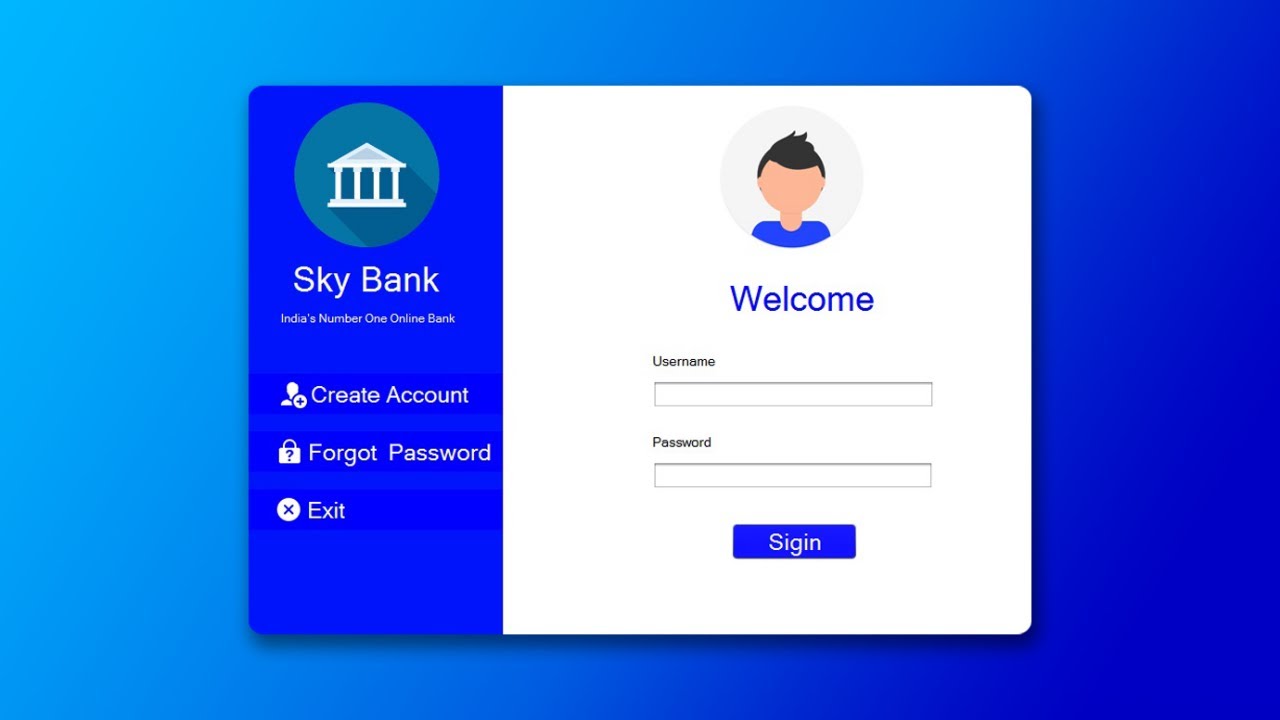 Sky Bank
India's Number One Online Bank
Create Account
Forgot Password
Exit
Welcome
Username
Password
Sigin